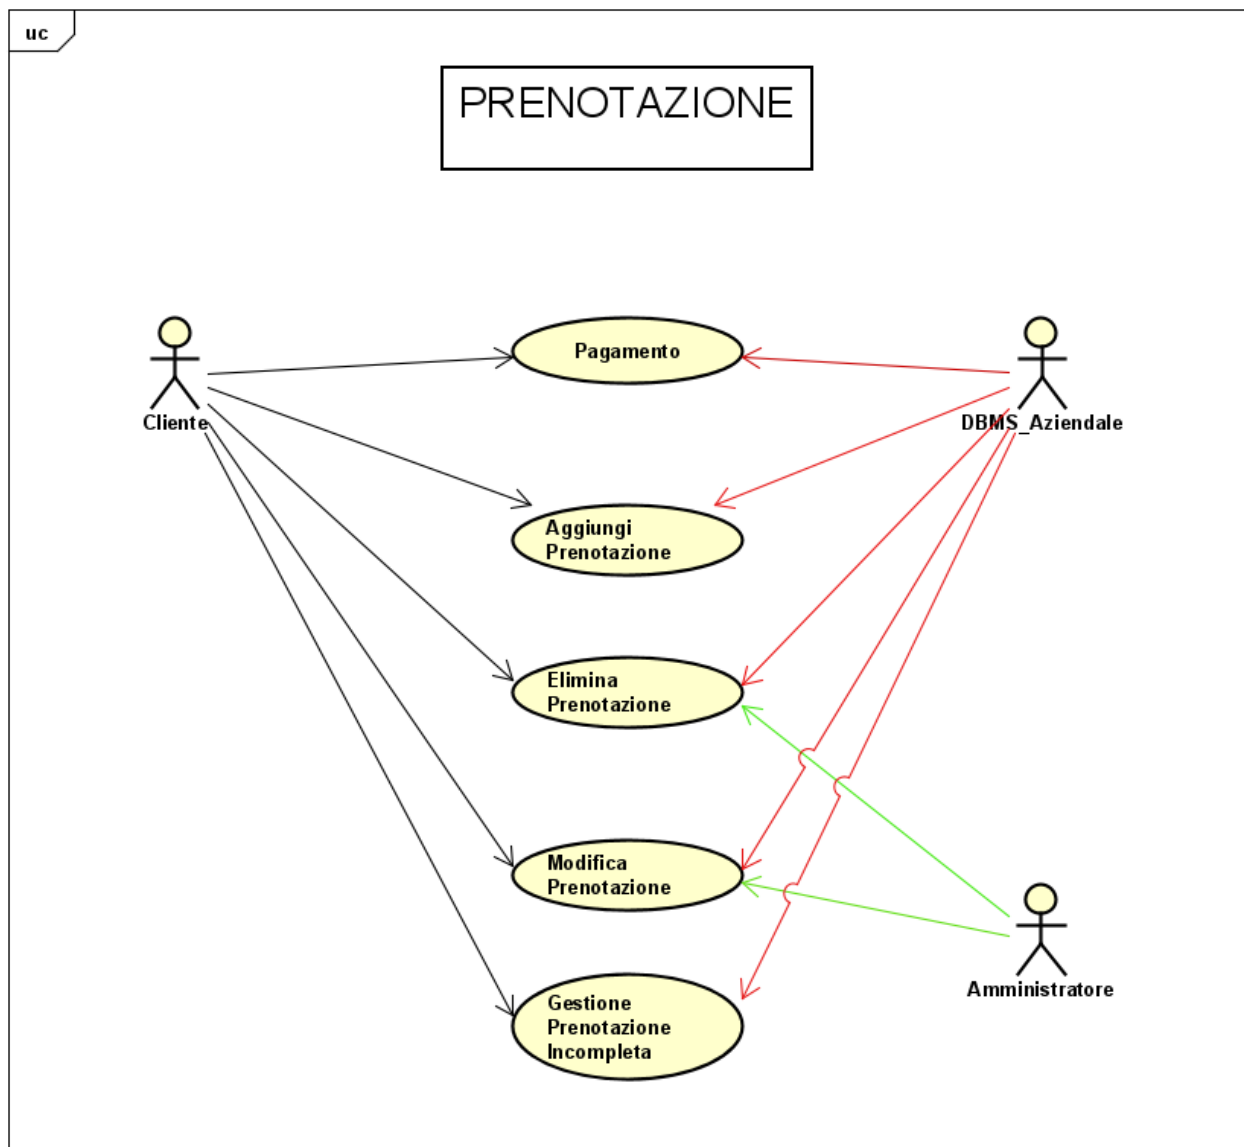 uc
PRENOTAZIONE
Pagamento
Cliente
DBMS_Aziendale
Aggiungi
Prenotazione
Elimina
Prenotazione
Modifica
Prenotazione
Amministratore
Gestione
Prenotazione
Incompleta